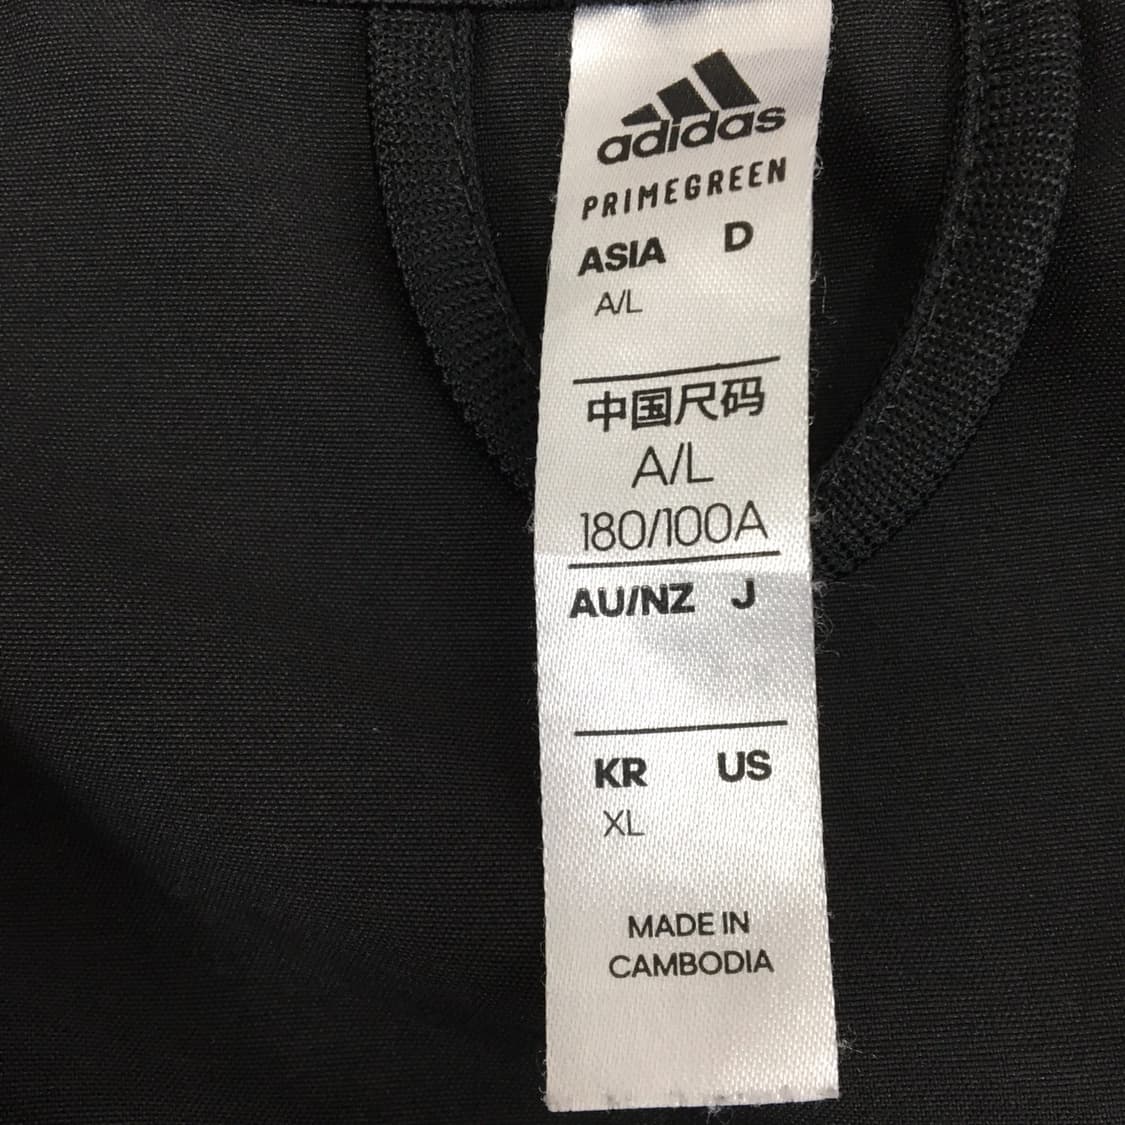 adidas
PRIMEGREEN
ASIA D
A/L
中国尺码
A/L
180/100A
AU/NZ J
KR US
XL
MADE IN
CAMBODIA